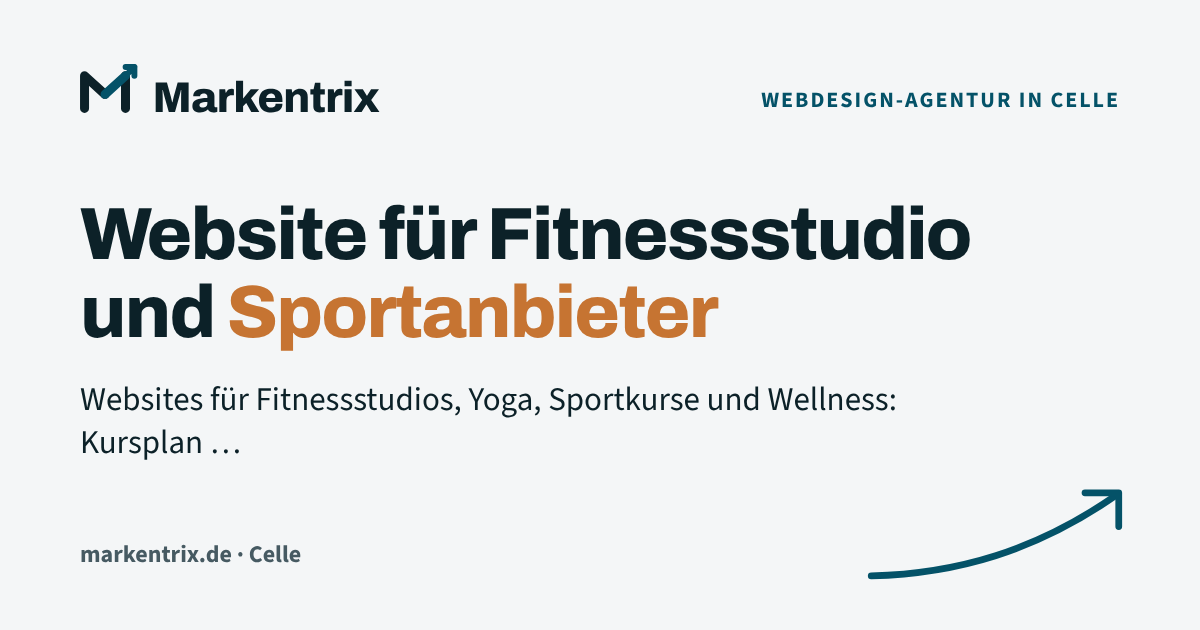 Markentrix
WEBDESIGN-AGENTUR IN CELLE
Website für Fitnessstudio
und Sportanbieter
Websites für Fitnessstudios, Yoga, Sportkurse und Wellness:
Kursplan …
markentrix.de · Celle